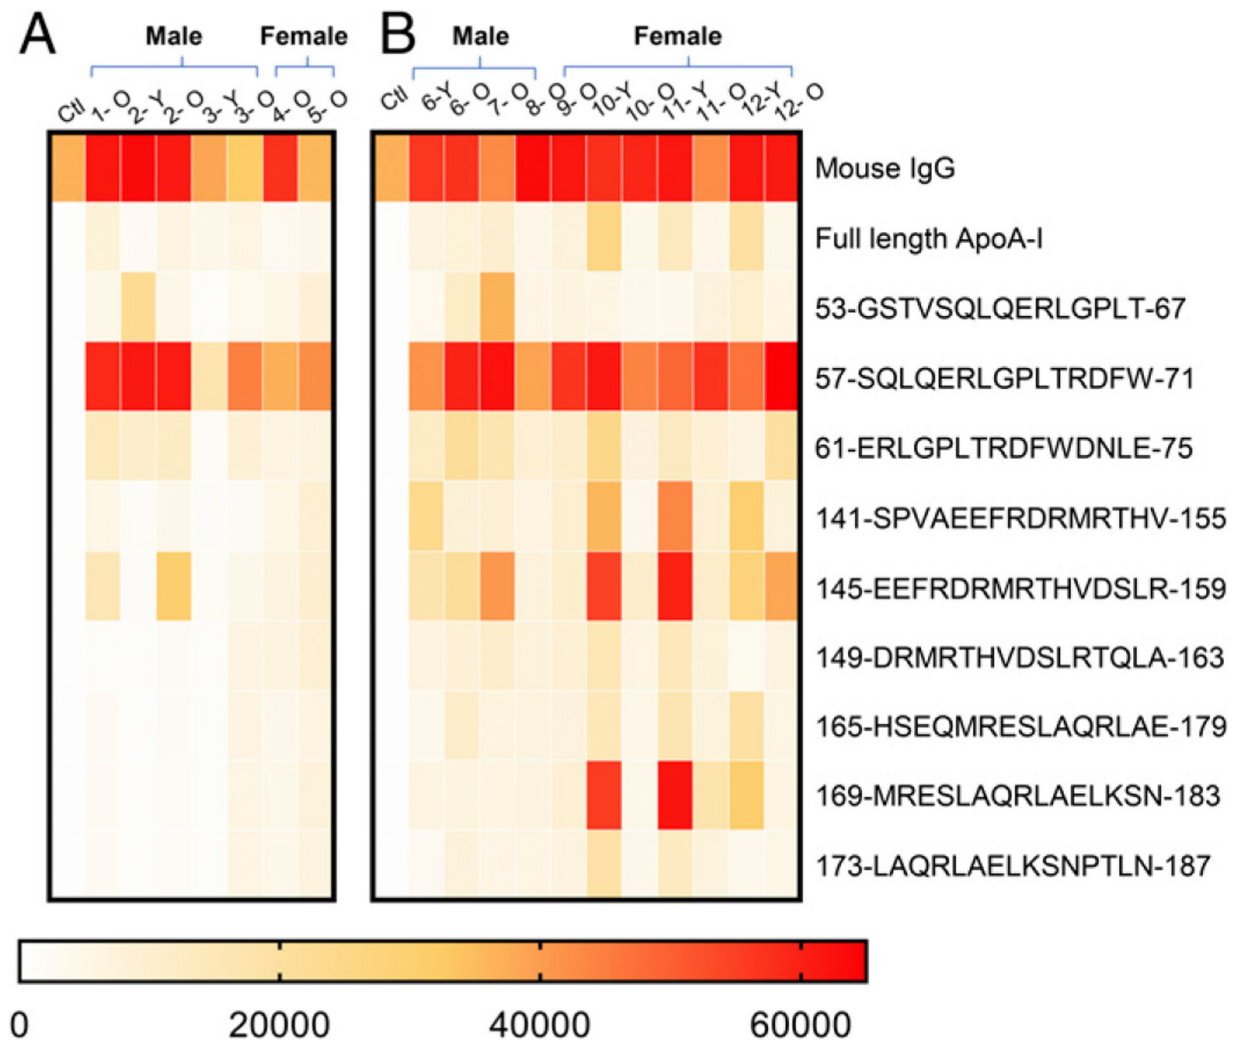 A
Male
Female
B
Male
Female
Ctl
1- O
2- Y
2- O
3- Y
3- O
4- O
5- O
Ctl
6-Y
6- O
7- O
8- O
9- O
10-Y
10- O
11- Y
11- O
12-Y
12- O
Mouse IgG
Full length ApoA-I
53-GSTVSQLQERLGPLT-67
57-SQLQERLGPLTRDFW-71
61-ERLGPLTRDFWDNLE-75
141-SPVAEEFRDRMRTHV-155
145-EEFRDRMRTHVDSLR-159
149-DRMRTHVDSLRTQLA-163
165-HSEQMRESLAQRLAE-179
169-MRESLAQRLAELKSN-183
173-LAQRLAELKSNPTLN-187
0
20000
40000
60000